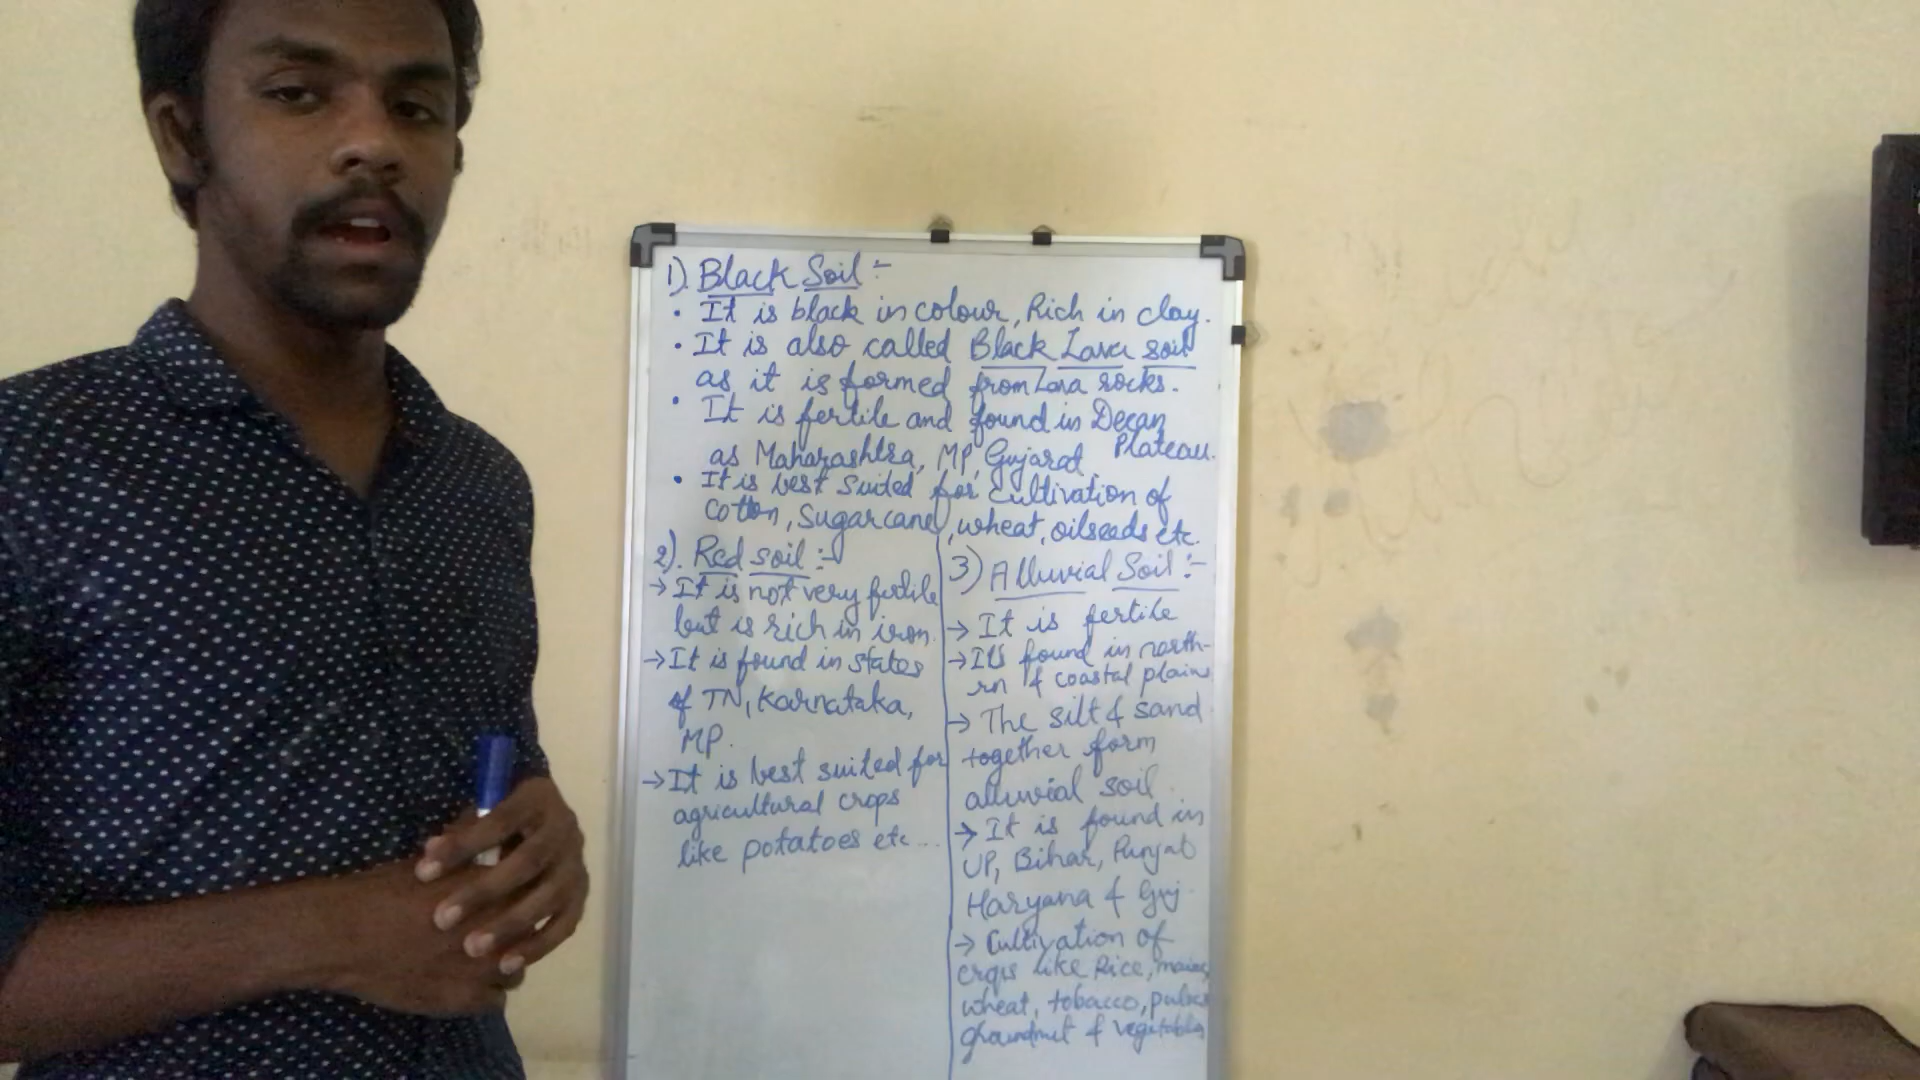 1). Black Soil :-
• It is black in colour, Rich in clay.
• It is also called Black Lava soil
as it is formed from Lava rocks.
• It is fertile and found in Decan
Plateau.
as Maharashtra, MP, Gujarat
• It is best suited for cultivation of
cotton, sugarcane, wheat, oilseeds etc.
2). Red soil :-
→ It is not very fertile
but is rich in iron.
→ It is found in states
of TN, Karnataka,
MP.
→ It is best suited for
agricultural crops
like potatoes etc...
3) Alluvial Soil :-
→ It is fertile
→ It's found in north-
rn & coastal plains
→ The silt & sand
together form
alluvial soil.
→ It is found in
UP, Bihar, Punjab
Haryana & Guj.
→ Cultivation of
crops like Rice, maize,
wheat, tobacco, pulses
groundnut & vegetables